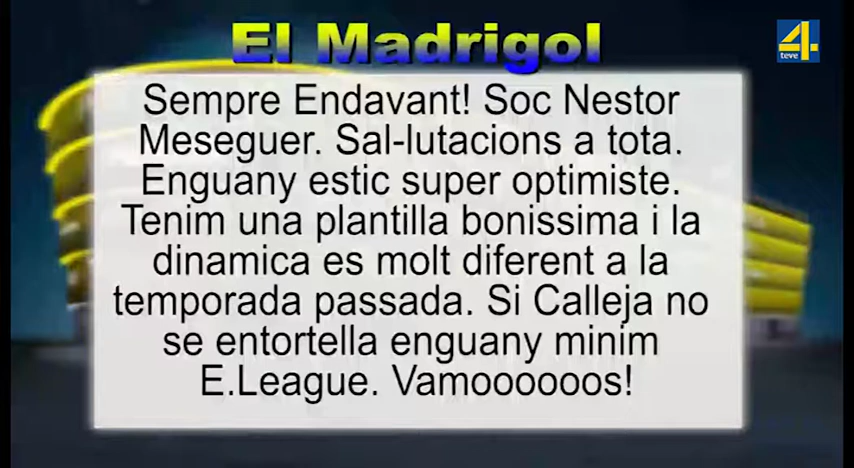 El Madrigol
4
teve
Sempre Endavant! Soc Nestor
Meseguer. Sal-lutacions a tota.
Enguany estic super optimiste.
Tenim una plantilla bonissima i la
dinamica es molt diferent a la
temporada passada. Si Calleja no
se entortella enguany minim
E.League. Vamoooooos!